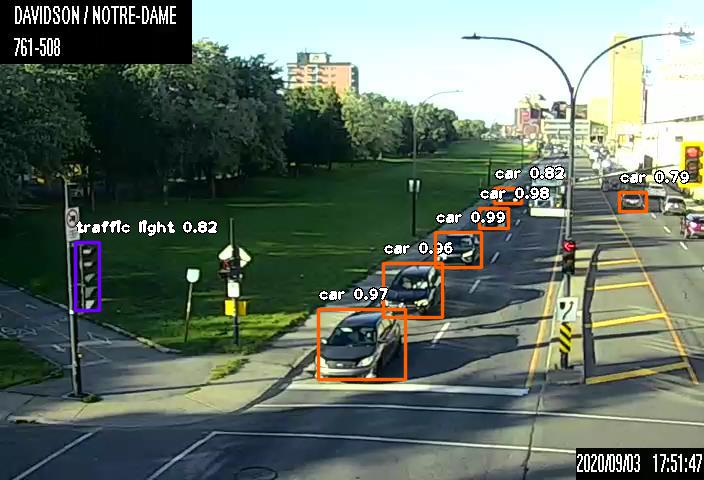 DAVIDSON / NOTRE-DAME
761-508
car 0.82
car 0.98
car 0.79
car 0.99
traffic light 0.82
car 0.96
car 0.97
2020/09/03 17:51:47